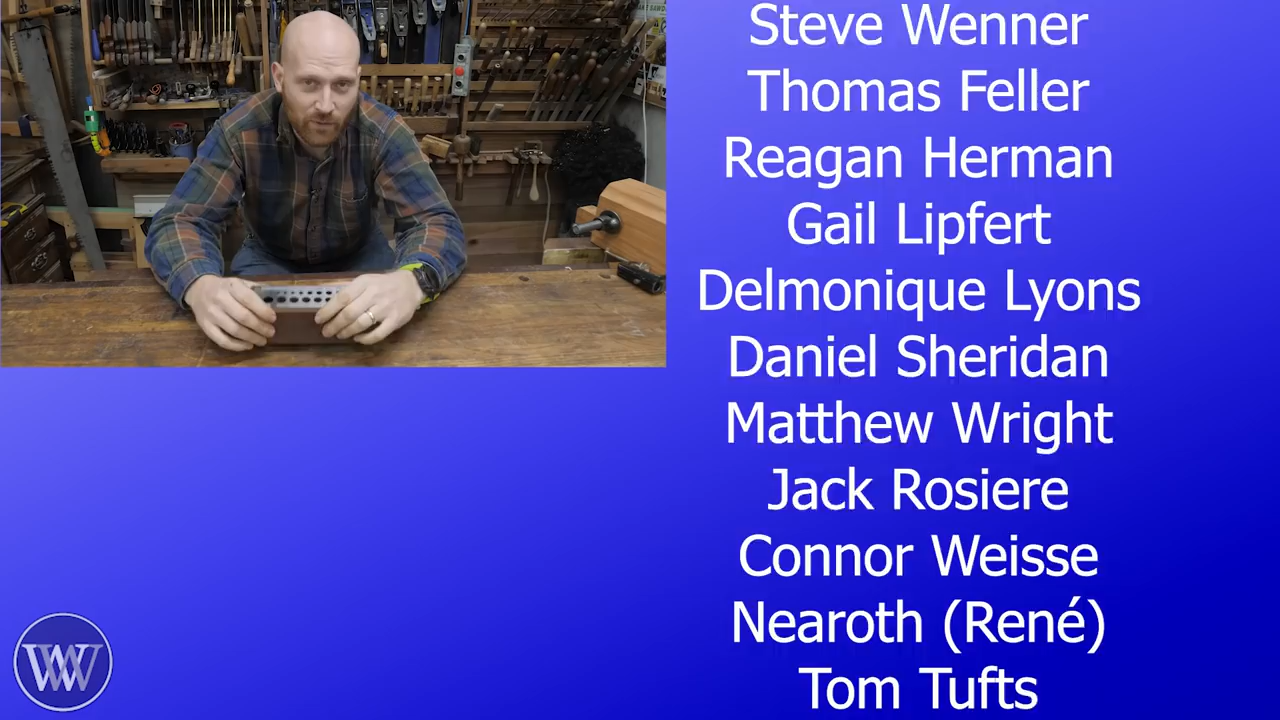 Steve Wenner
Thomas Feller
Reagan Herman
Gail Lipfert
Delmonique Lyons
Daniel Sheridan
Matthew Wright
Jack Rosiere
Connor Weisse
Nearoth (René)
Tom Tufts
WW